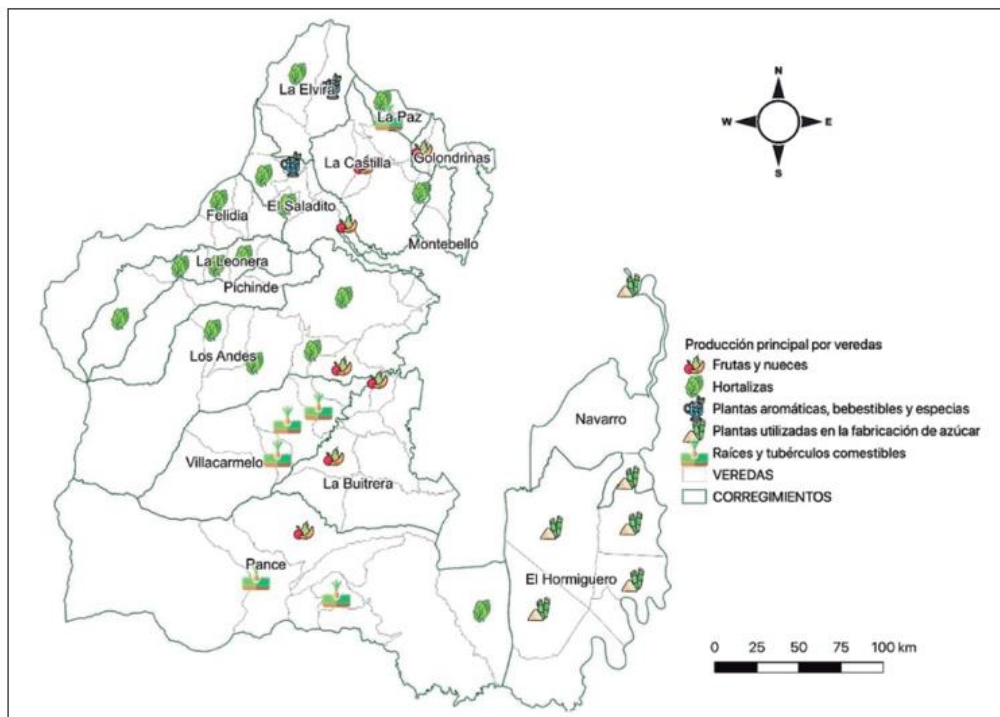 N
W
E
S
La Elvira
La Paz
La Castilla
Golondrinas
El Saladito
Felidia
Montebello
La Leonera
Pichinde
Los Andes
Villacarmelo
La Buitrera
Pance
Navarro
El Hormiguero
Producción principal por veredas
Frutas y nueces
Hortalizas
Plantas aromáticas, bebestibles y especias
Plantas utilizadas en la fabricación de azúcar
Raíces y tubérculos comestibles
VEREDAS
CORREGIMIENTOS
0 25 50 75 100 km